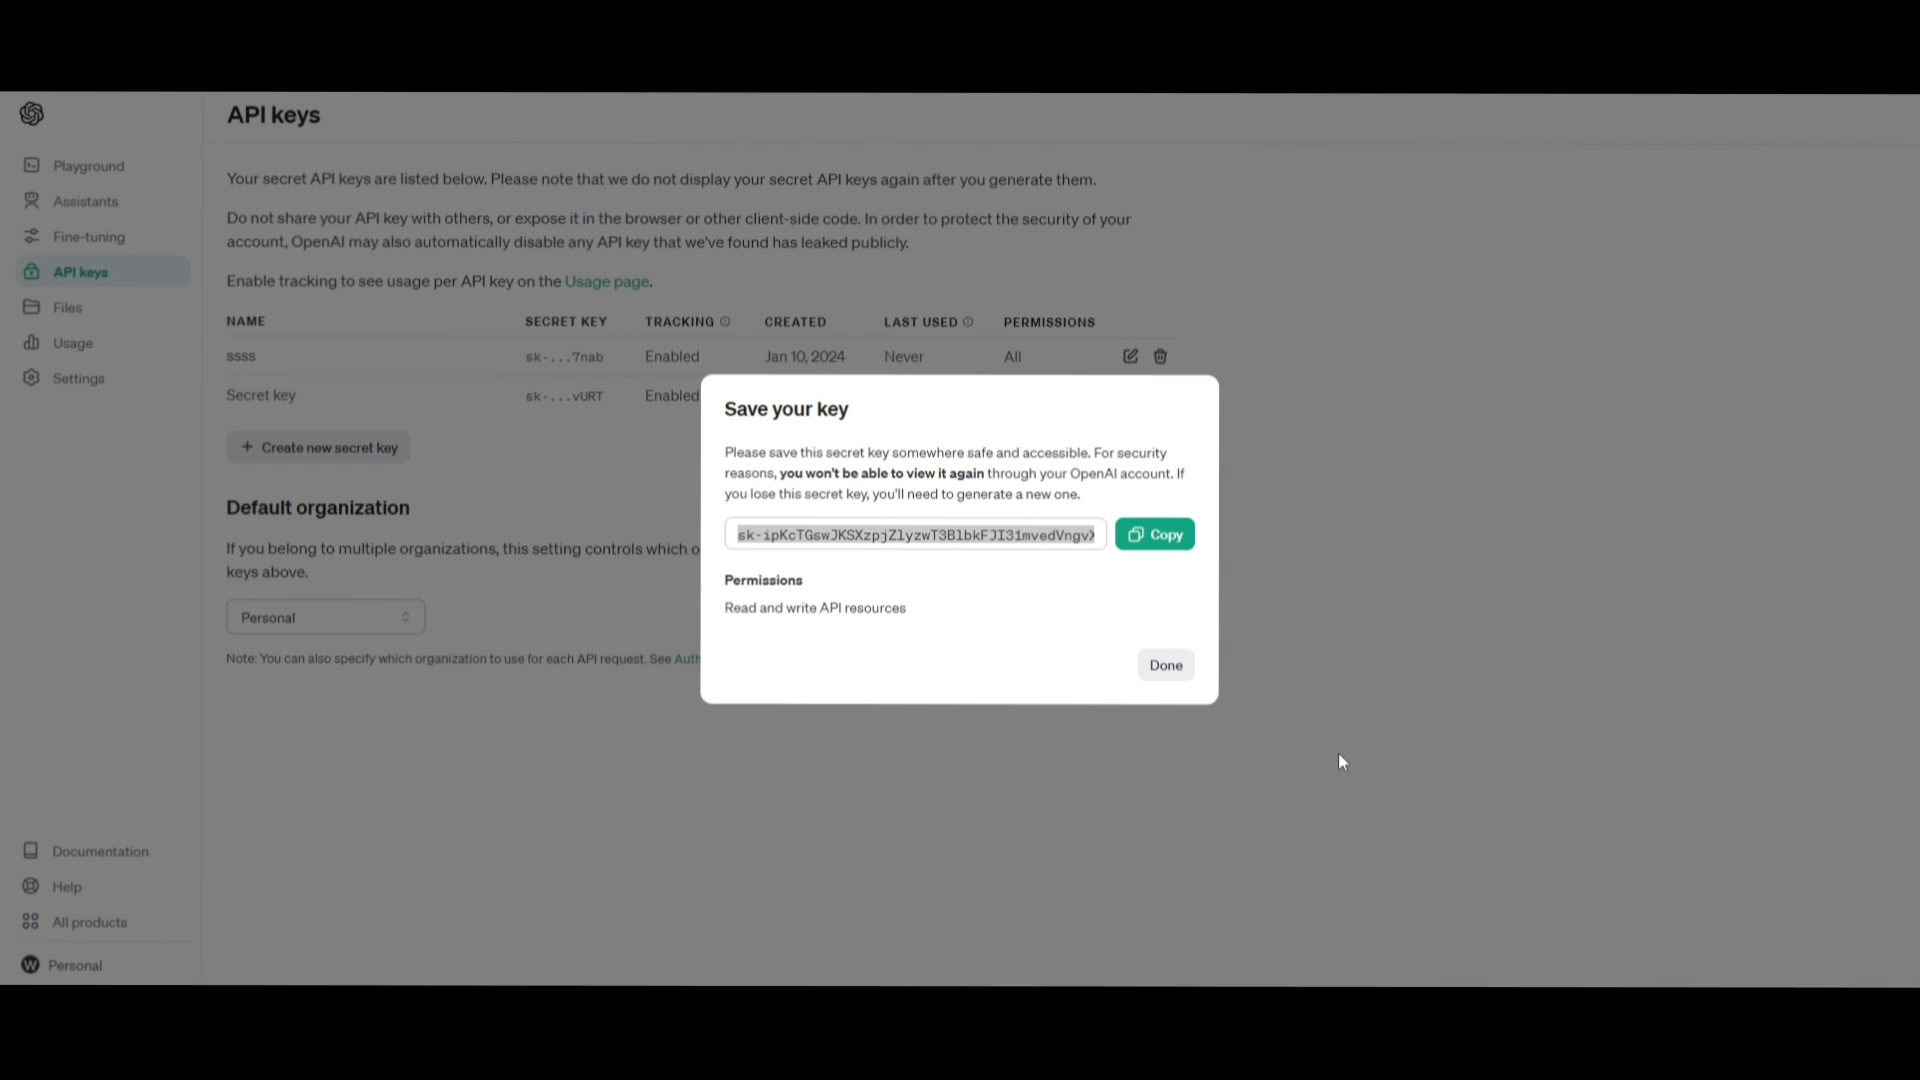 API keys
Playground
Assistants
Fine-tuning
API keys
Files
Usage
Settings
Your secret API keys are listed below. Please note that we do not display your secret API keys again after you generate them.
Do not share your API key with others, or expose it in the browser or other client-side code. In order to protect the security of your
account, OpenAI may also automatically disable any API key that we've found has leaked publicly.
Enable tracking to see usage per API key on the Usage page.
NAME SECRET KEY TRACKING CREATED LAST USED PERMISSIONS
ssss sk-...7nab Enabled Jan 10, 2024 Never All
Secret key sk-...vURT Enabled
+ Create new secret key
Default organization
If you belong to multiple organizations, this setting controls which o
keys above.
Personal
Note: You can also specify which organization to use for each API request. See Auth
Save your key
Please save this secret key somewhere safe and accessible. For security
reasons, you won't be able to view it again through your OpenAI account. If
you lose this secret key, you'll need to generate a new one.
sk-ipKcTGswJKSXzpjZlyzwT3BlbkFJI31mvedVngv
Copy
Permissions
Read and write API resources
Done
Documentation
Help
All products
W Personal